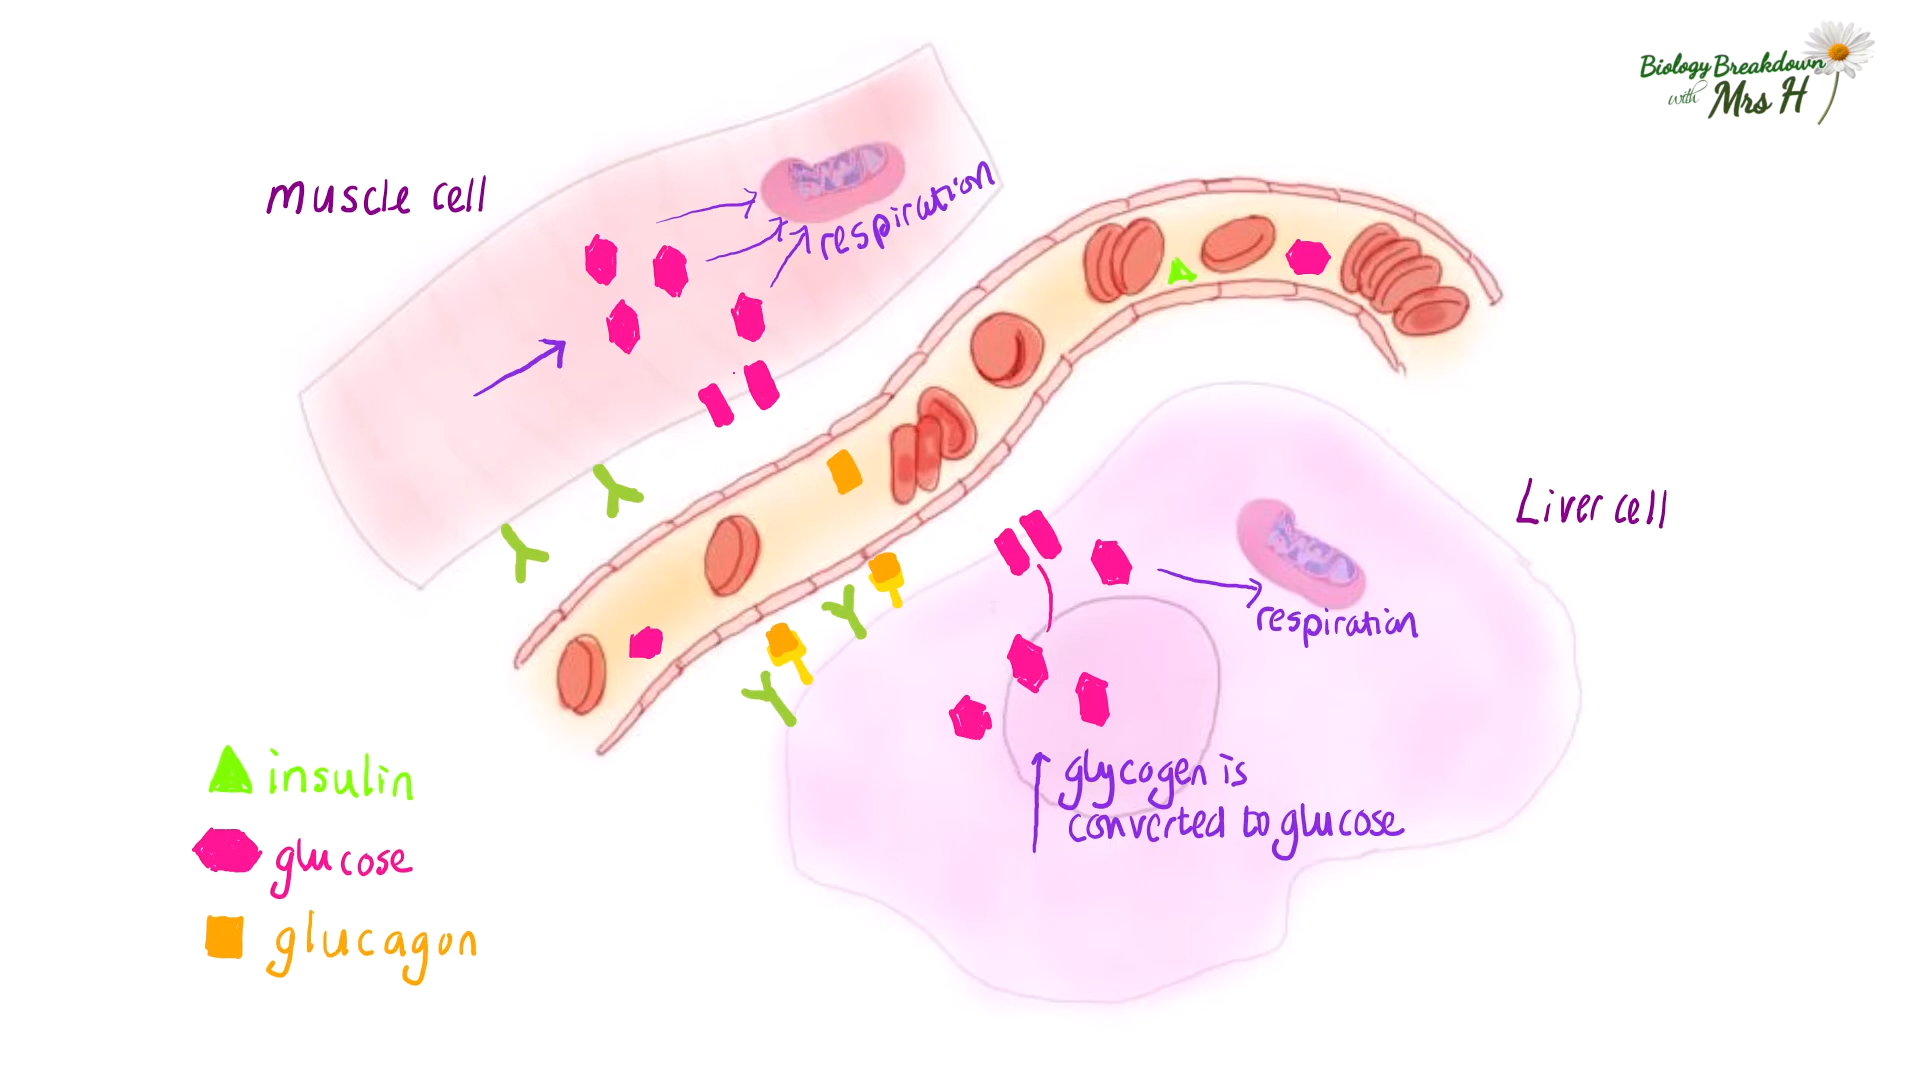 Biology Breakdown
with Mrs H
muscle cell
respiration
Liver cell
respiration
glycogen is
converted to glucose
insulin
glucose
glucagon